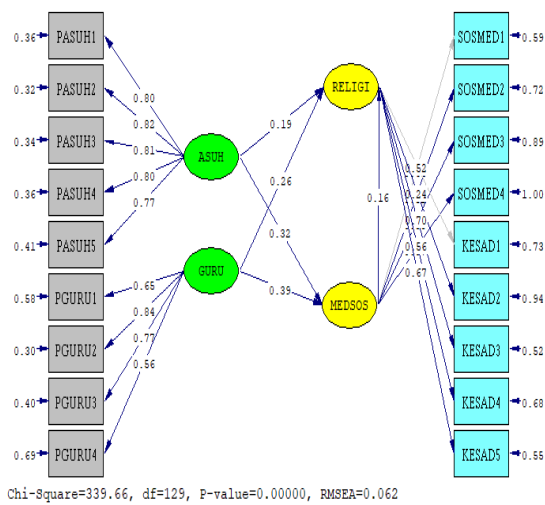 0.36 PASUH1 SOSMED1 0.59
0.32 PASUH2 RELIGI SOSMED2 0.72
0.80
0.82 0.19
0.34 PASUH3 SOSMED3 0.89
0.81
ASUH
0.80 0.52
0.26
0.36 PASUH4 0.24 SOSMED4 1.00
0.77 0.16
0.70
0.32
0.41 PASUH5 0.56 KESAD1 0.73
GURU 0.67
0.65 0.39
0.58 PGURU1 MEDSOS KESAD2 0.94
0.84
0.77
0.30 PGURU2 KESAD3 0.52
0.56
0.40 PGURU3 KESAD4 0.68
0.69 PGURU4 KESAD5 0.55
Chi-Square=339.66, df=129, P-value=0.00000, RMSEA=0.062